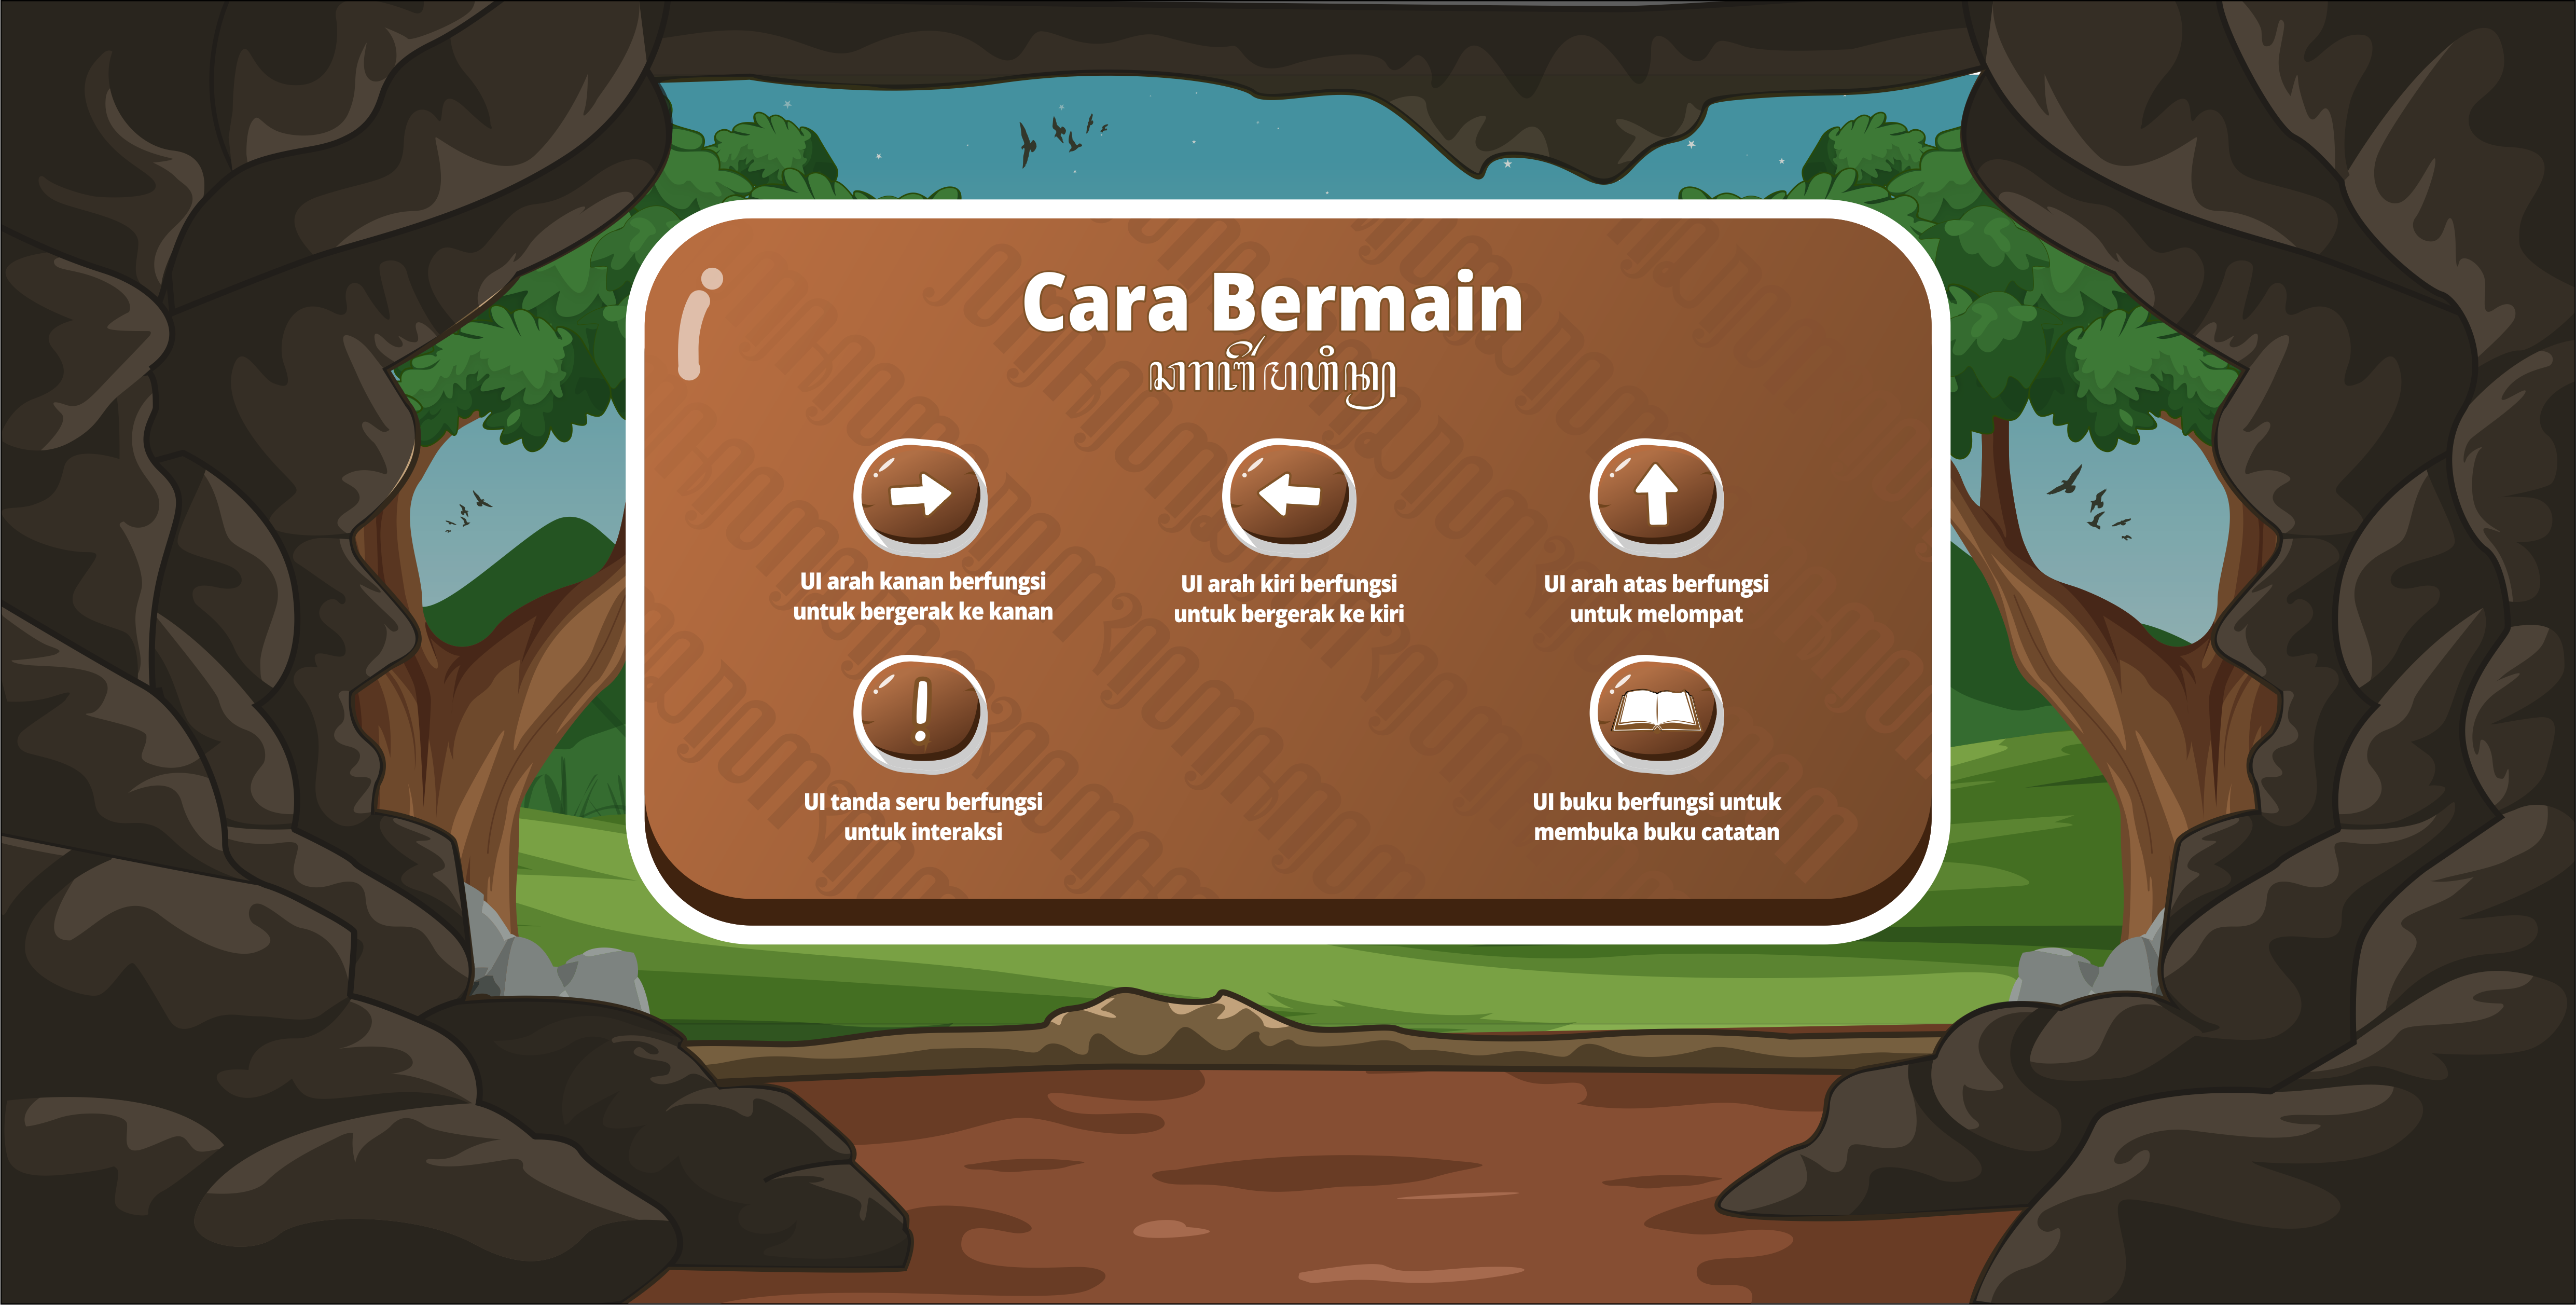 Cara Bermain
UI arah kanan berfungsi
untuk bergerak ke kanan
UI arah kiri berfungsi
untuk bergerak ke kiri
UI arah atas berfungsi
untuk melompat
UI tanda seru berfungsi
untuk interaksi
UI buku berfungsi untuk
membuka buku catatan